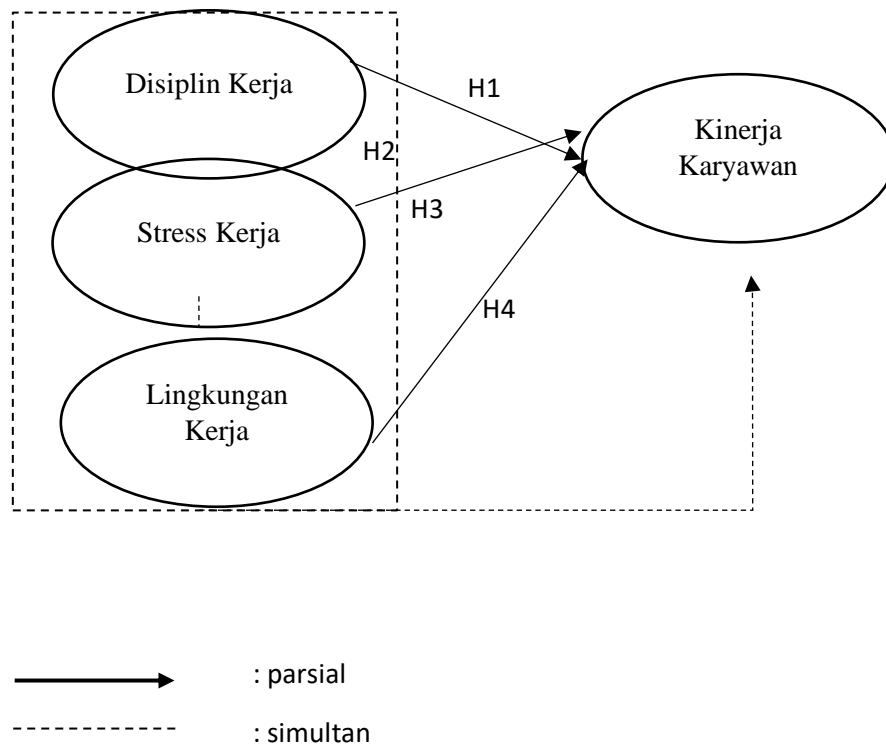 Disiplin Kerja
H1
Kinerja
Karyawan
H2
Stress Kerja
H3
H4
Lingkungan
Kerja
: parsial
: simultan